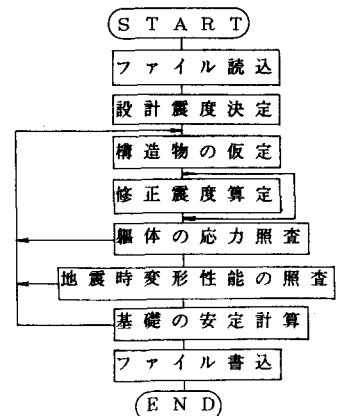 START
ファイル読込
設計震度決定
構造物の仮定
修正震度算定
軀体の応力照査
地震時変形性能の照査
基礎の安定計算
ファイル書込
END